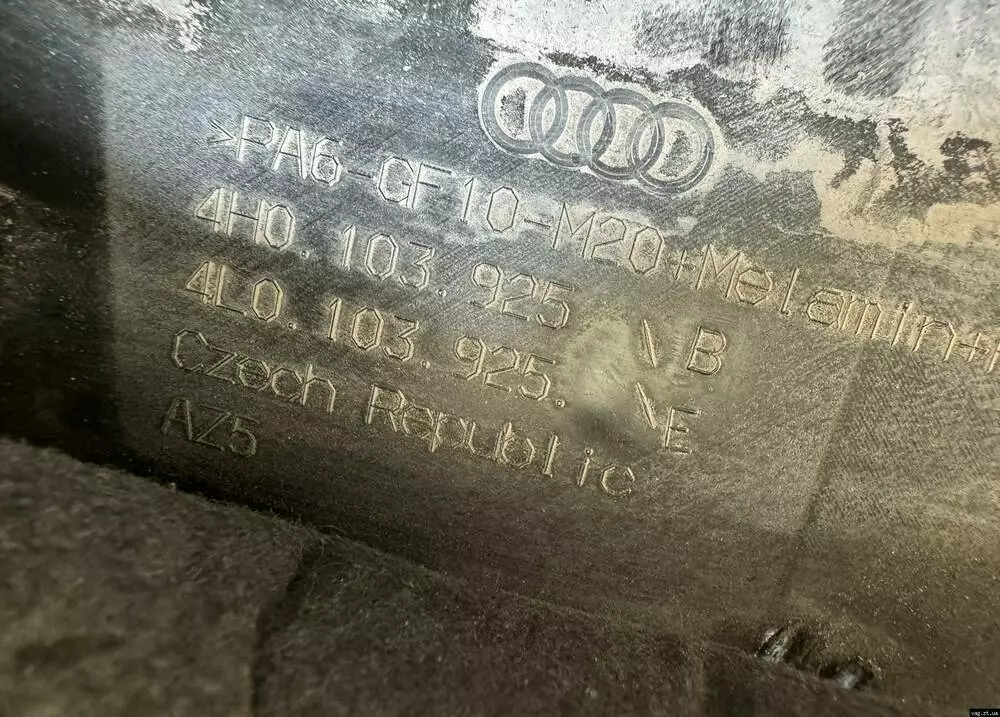 >PA6-GF10-M20+Melamin+
4H0.103.925 \ B
4L0.103.925. \ E
Czech Republic
AZ5
vag.zt.ua